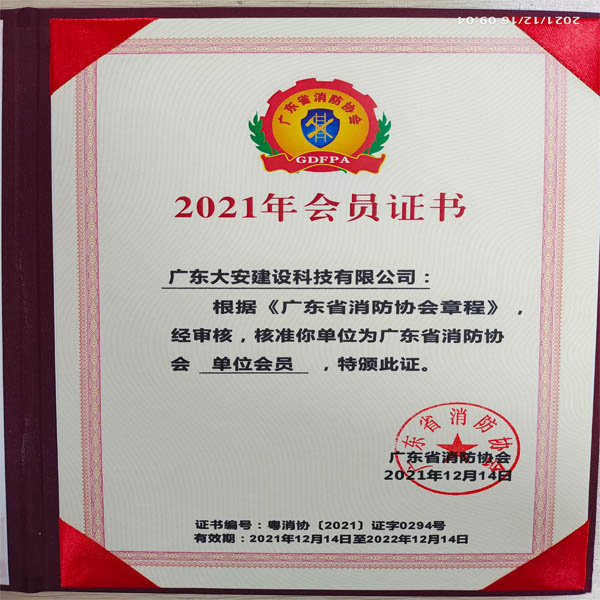 2021/12/16 09:04
广东省消防协会
GDFPA
2021年会员证书
广东大安建设科技有限公司：
根据《广东省消防协会章程》，
经审核，核准你单位为广东省消防协
会 单位会员 ，特颁此证。
广东省消防协会
广东省消防协会
2021年12月14日
证书编号：粤消协〔2021〕证字0294号
有效期：2021年12月14日至2022年12月14日